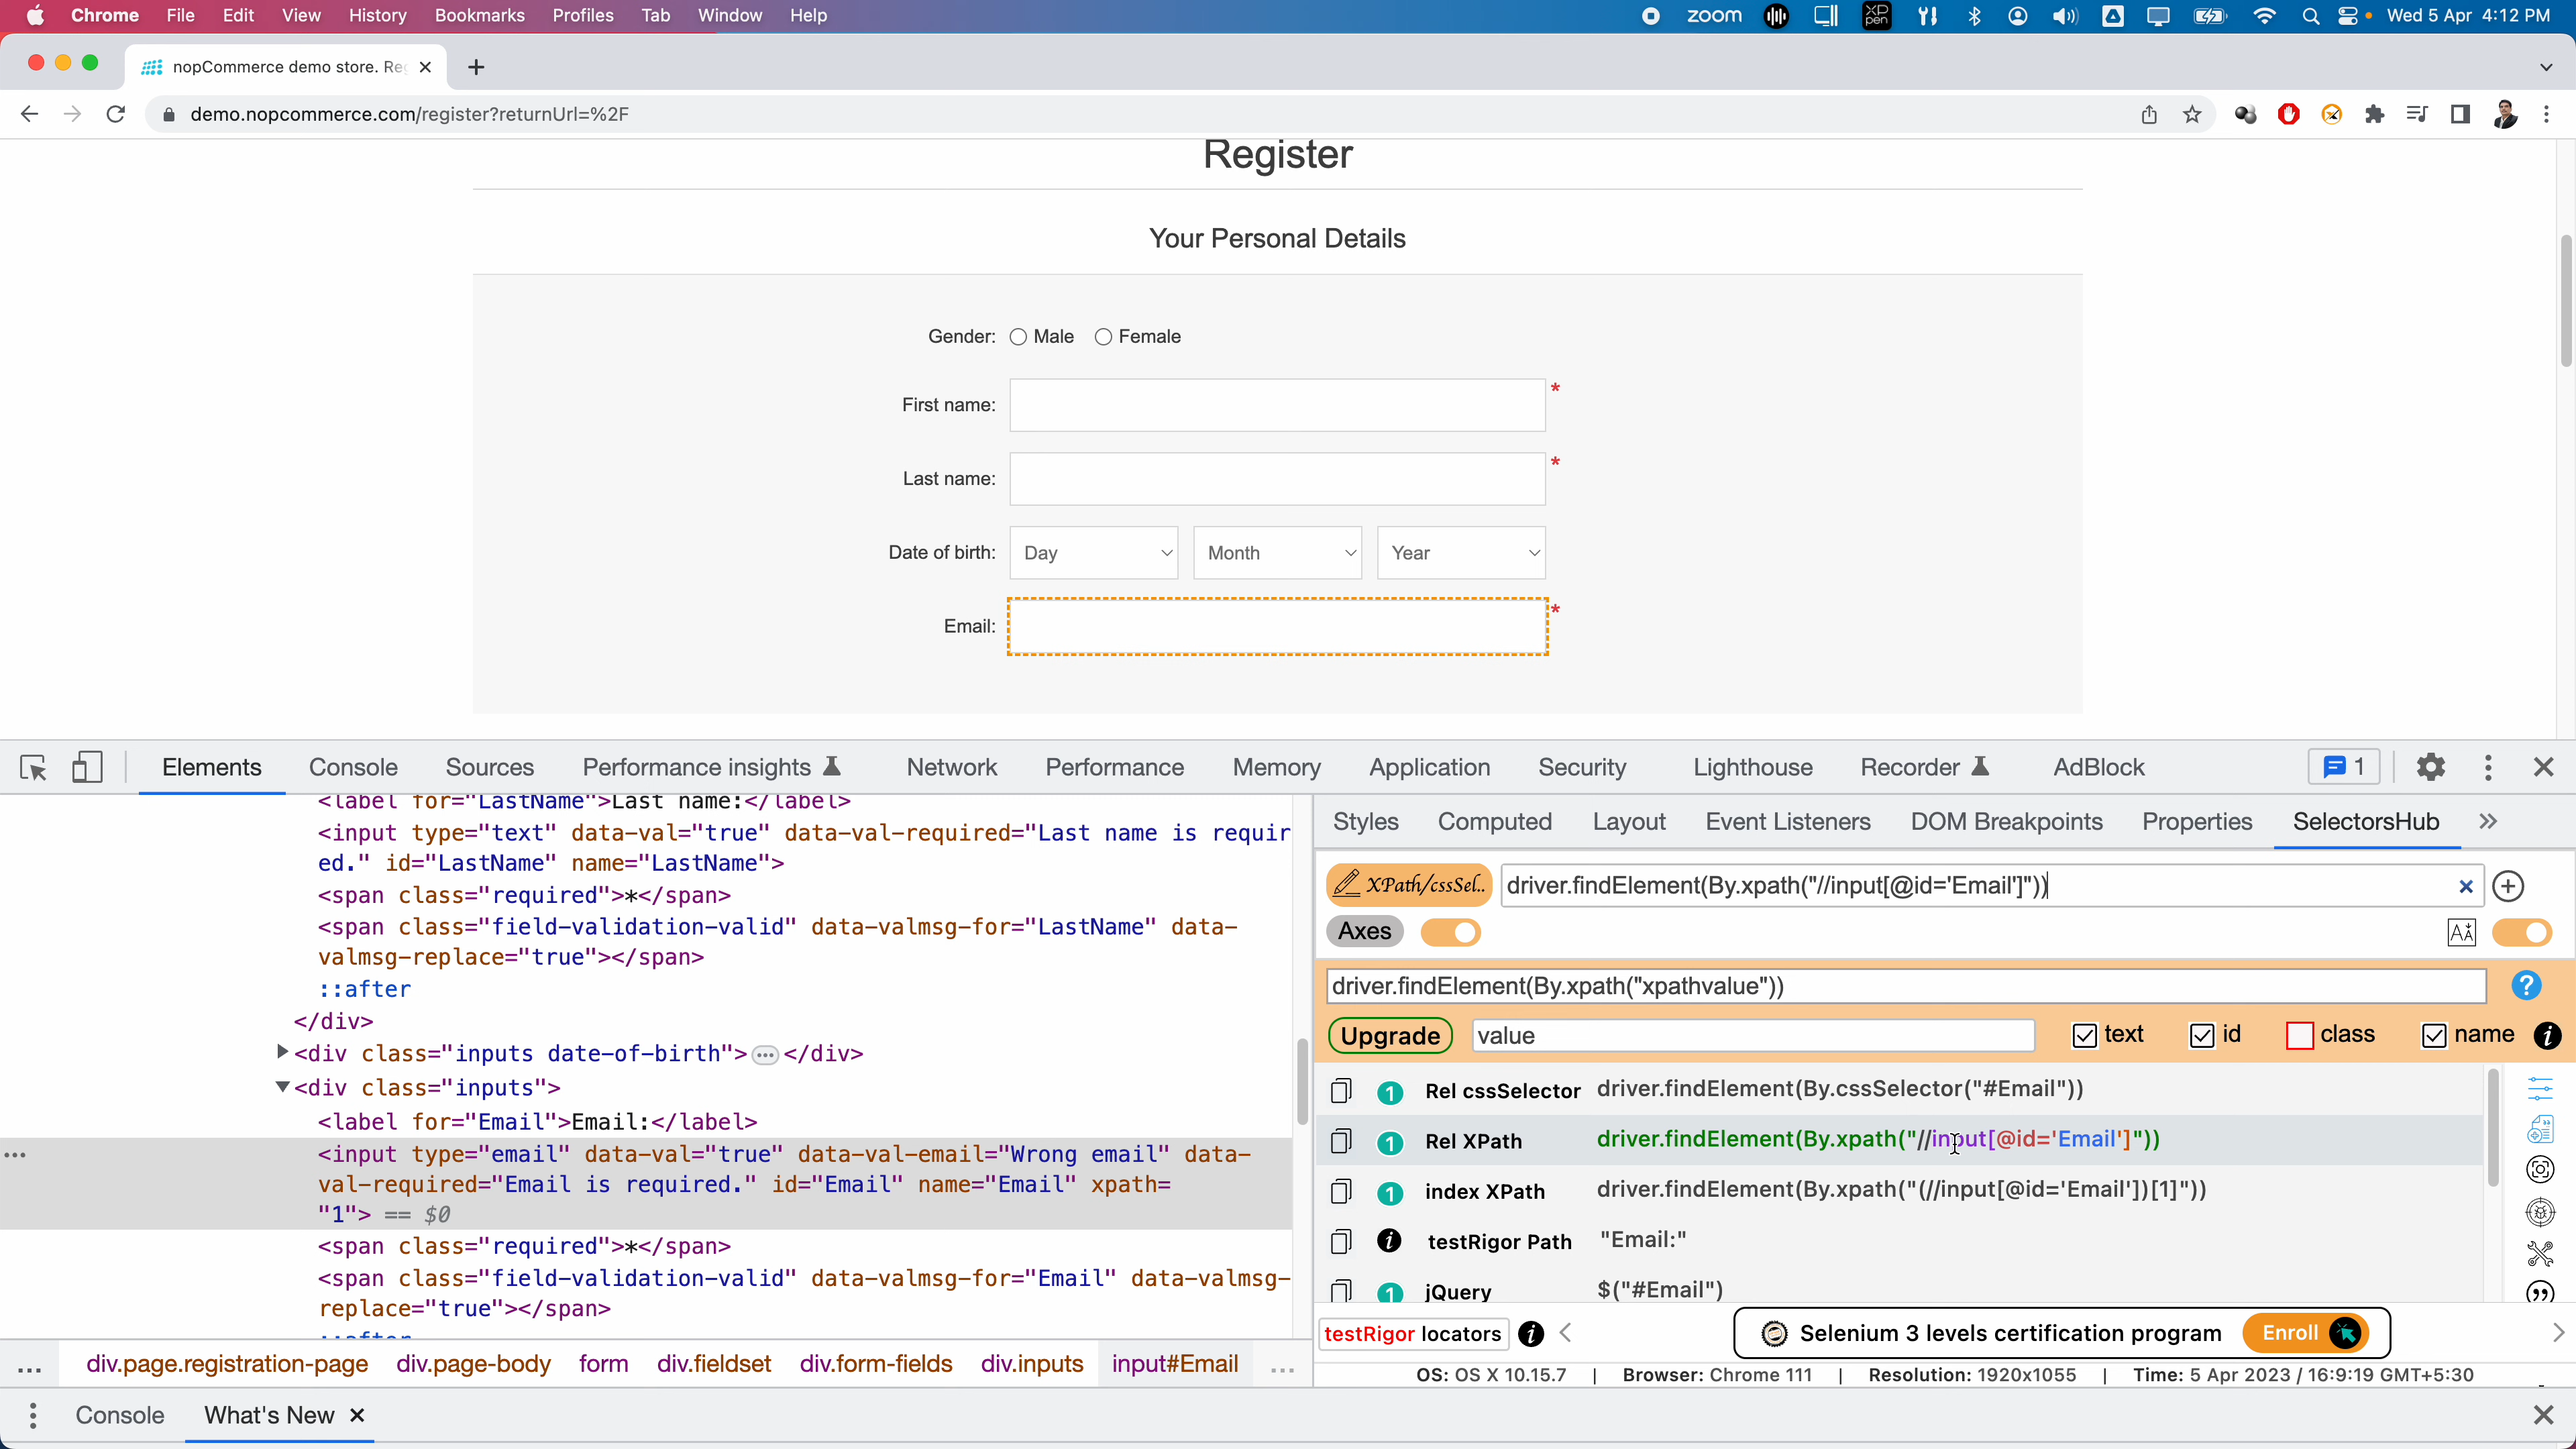 Chrome File Edit View History Bookmarks Profiles Tab Window Help zoom XP pen Wed 5 Apr 4:12 PM
nopCommerce demo store. Reg
demo.nopcommerce.com/register?returnUrl=%2F
Register
Your Personal Details
Gender: Male Female
First name: *
Last name: *
Date of birth: Day Month Year
Email: *
Elements Console Sources Performance insights Network Performance Memory Application Security Lighthouse Recorder AdBlock 1
<label for="LastName">Last name:</label>
<input type="text" data-val="true" data-val-required="Last name is requir
ed." id="LastName" name="LastName">
<span class="required">*</span>
<span class="field-validation-valid" data-valmsg-for="LastName" data-
valmsg-replace="true"></span>
::after
</div>
<div class="inputs date-of-birth">…</div>
<div class="inputs">
<label for="Email">Email:</label>
<input type="email" data-val="true" data-val-email="Wrong email" data-
val-required="Email is required." id="Email" name="Email" xpath=
"1"> == $0
<span class="required">*</span>
<span class="field-validation-valid" data-valmsg-for="Email" data-valmsg-
replace="true"></span>
::after
... div.page.registration-page div.page-body form div.fieldset div.form-fields div.inputs input#Email ...
Styles Computed Layout Event Listeners DOM Breakpoints Properties SelectorsHub
XPath/cssSel.. driver.findElement(By.xpath("//input[@id='Email']"))
Axes
driver.findElement(By.xpath("xpathvalue")) ?
Upgrade value text id class name i
1 Rel cssSelector driver.findElement(By.cssSelector("#Email"))
1 Rel XPath driver.findElement(By.xpath("//input[@id='Email']"))
1 index XPath driver.findElement(By.xpath("(//input[@id='Email'])[1]"))
i testRigor Path "Email:"
1 jQuery $("#Email")
testRigor locators i Selenium 3 levels certification program Enroll
OS: OS X 10.15.7 | Browser: Chrome 111 | Resolution: 1920x1055 | Time: 5 Apr 2023 / 16:9:19 GMT+5:30
Console What's New